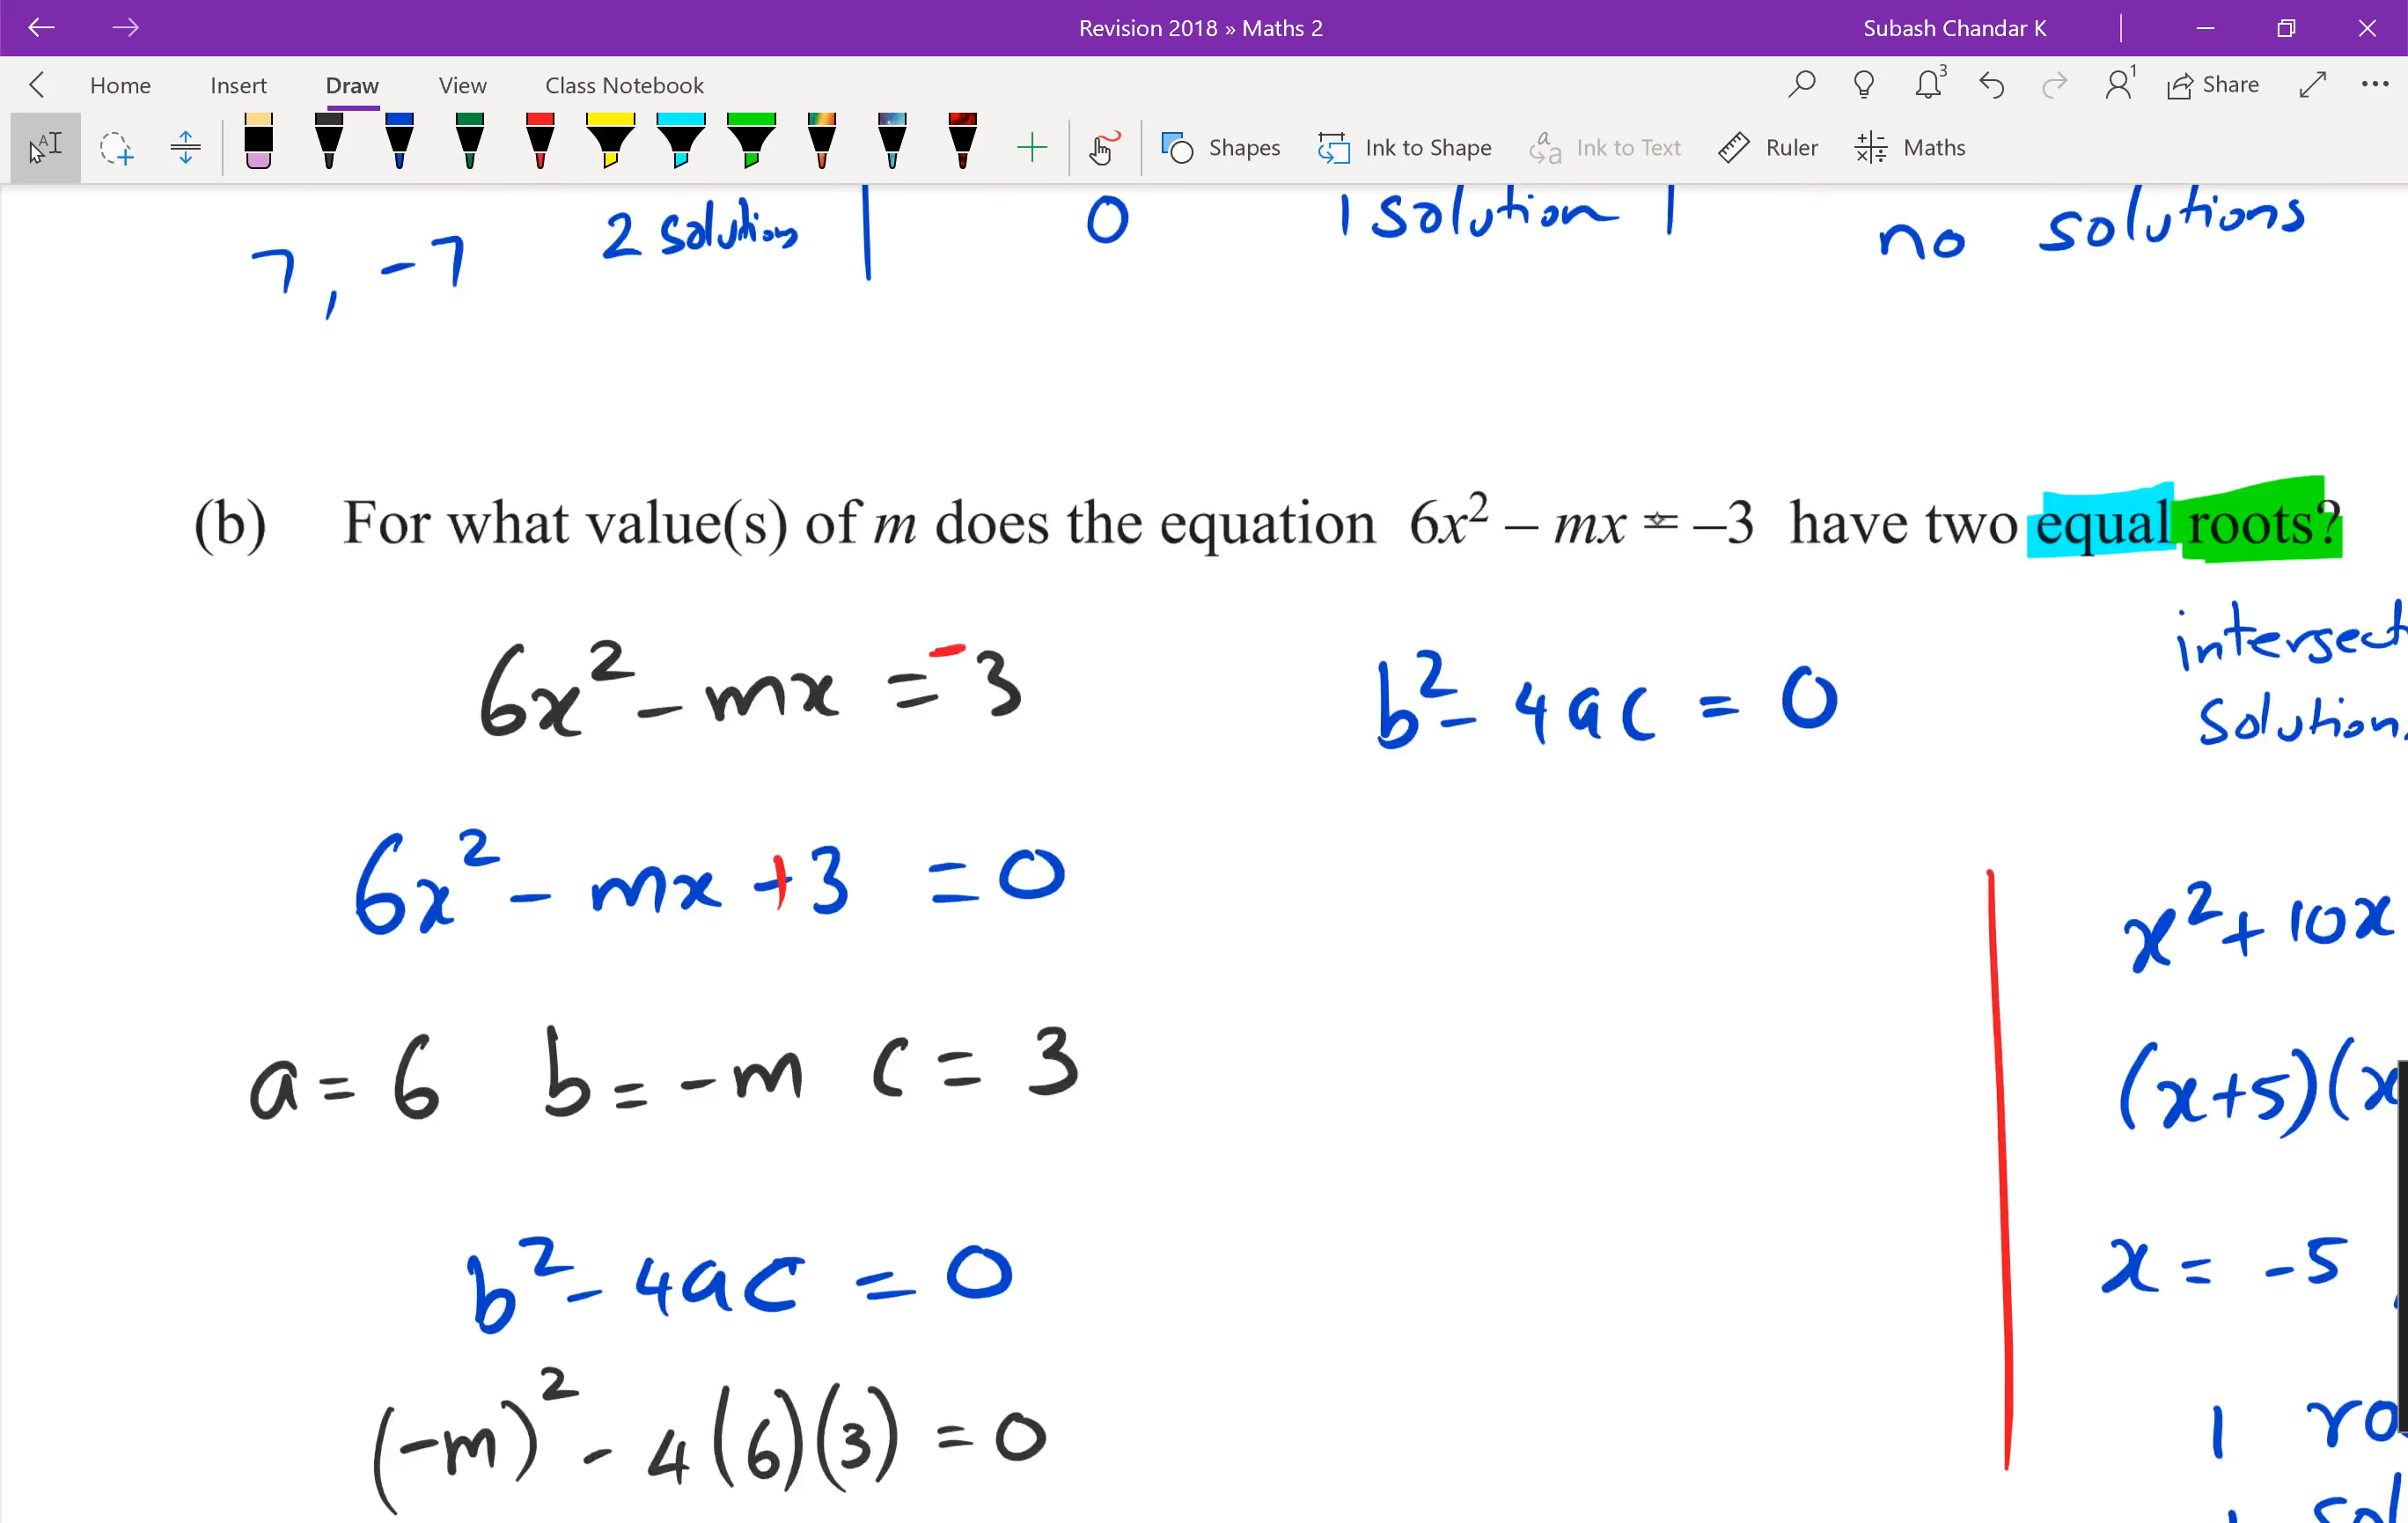 Revision 2018 » Maths 2
Subash Chandar K
Home Insert Draw View Class Notebook
3
1
Share
Shapes Ink to Shape Ink to Text Ruler Maths
7, -7 2 solutions 0 1 solution no solutions
(b) For what value(s) of m does the equation 6x² – mx = –3 have two equal roots?
6x² - mx = -3
b² - 4ac = 0
intersect
solution
6x² - mx + 3 = 0
x² + 10x
a = 6 b = -m c = 3
(x+5)(x
b² - 4ac = 0
x = -5
(-m)² - 4(6)(3) = 0
1